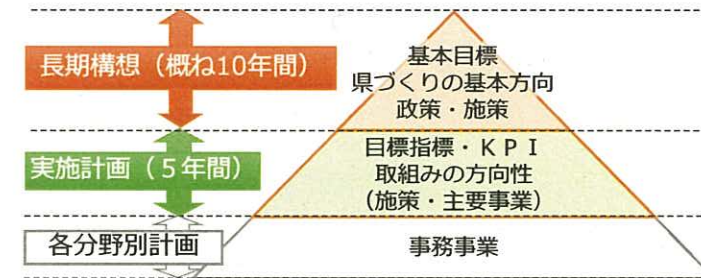 長期構想(概ね10年間)
基本目標
県づくりの基本方向
政策・施策
実施計画(5年間)
目標指標・KPI
取組みの方向性
(施策・主要事業)
各分野別計画
事務事業